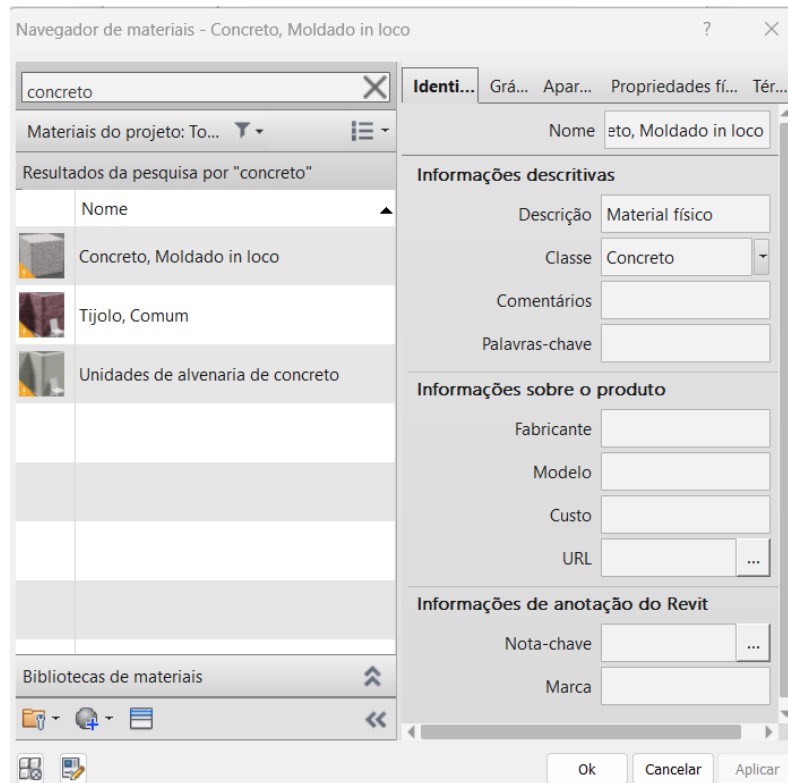 Navegador de materiais - Concreto, Moldado in loco
?
concreto
Identi... Grá... Apar... Propriedades fí... Tér...
Materiais do projeto: To...
Nome eto, Moldado in loco
Resultados da pesquisa por "concreto"
Informações descritivas
Nome
Descrição Material físico
Concreto, Moldado in loco
Classe Concreto
Comentários
Tijolo, Comum
Palavras-chave
Unidades de alvenaria de concreto
Informações sobre o produto
Fabricante
Modelo
Custo
URL ...
Informações de anotação do Revit
Nota-chave ...
Bibliotecas de materiais
Marca
Ok Cancelar Aplicar